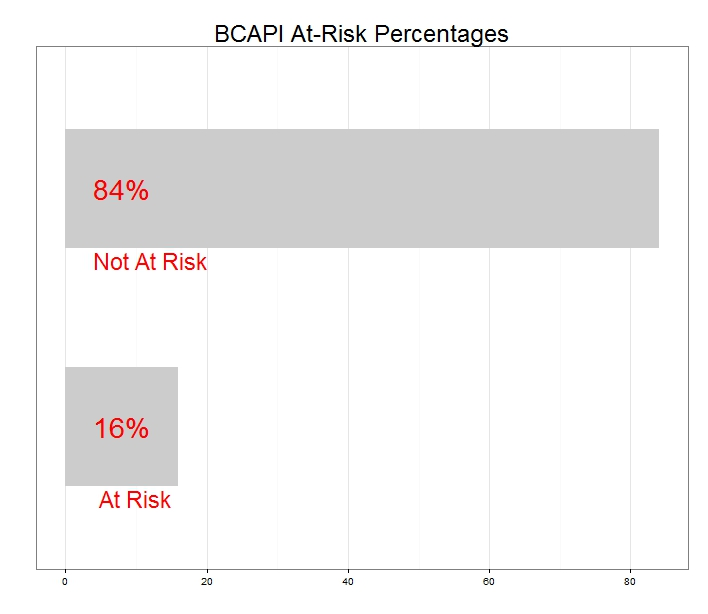 BCAPI At-Risk Percentages
84%
Not At Risk
16%
At Risk
0 20 40 60 80